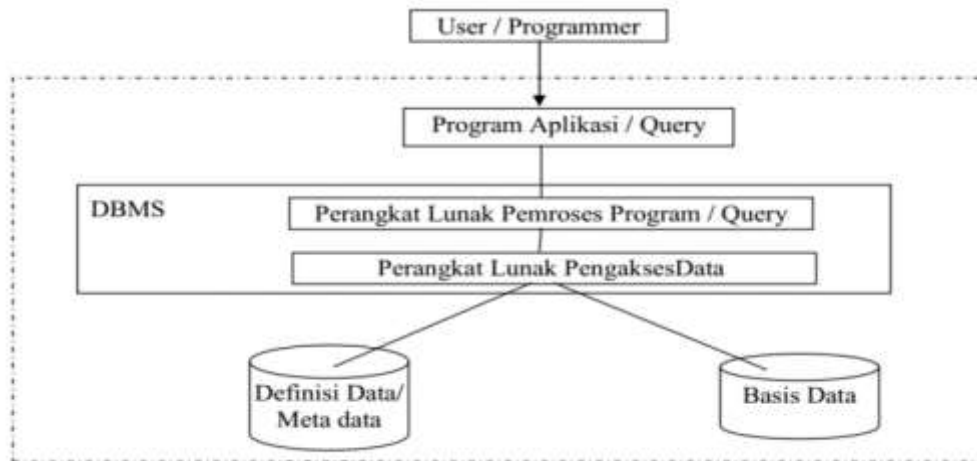 User / Programmer
Program Aplikasi / Query
DBMS
Perangkat Lunak Pemroses Program / Query
Perangkat Lunak PengaksesData
Definisi Data/
Meta data
Basis Data